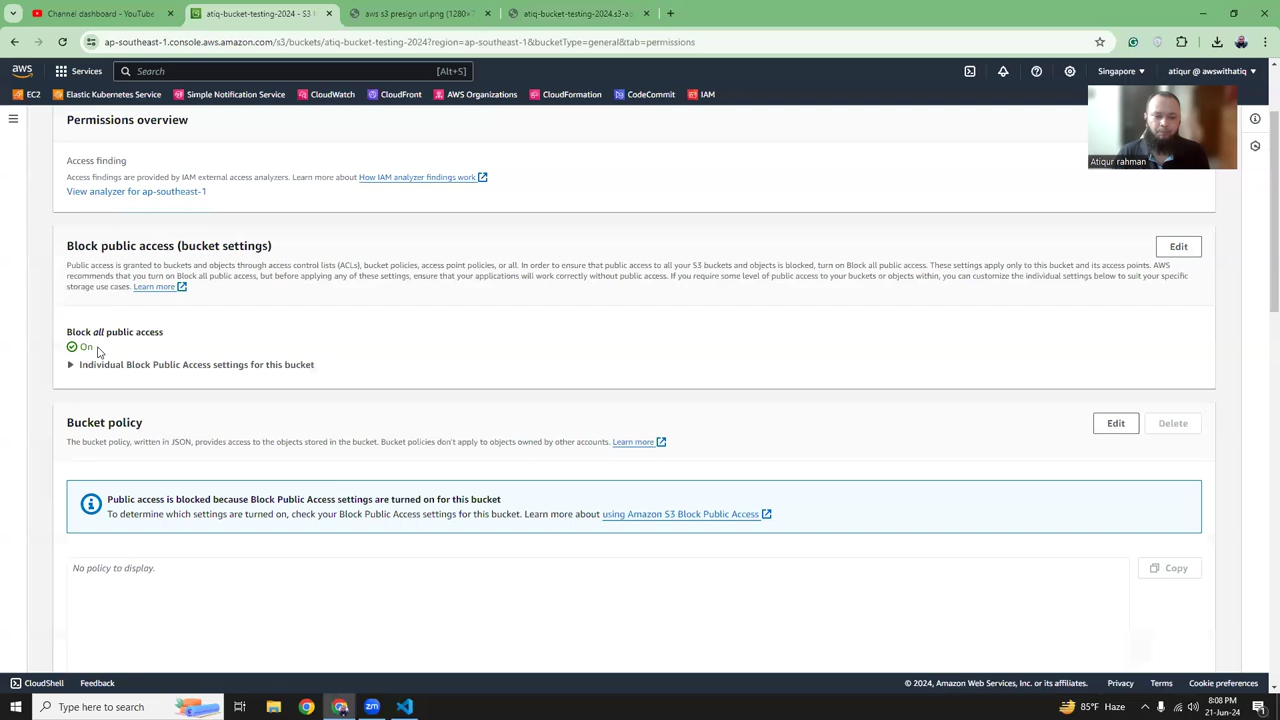 Channel dashboard - YouTube
atiq-bucket-testing-2024 - S3 b
aws s3 presign url.png (1280×7
atiq-bucket-testing-2024.s3-ap
ap-southeast-1.console.aws.amazon.com/s3/buckets/atiq-bucket-testing-2024?region=ap-southeast-1&bucketType=general&tab=permissions
aws
Services
Search
[Alt+S]
Singapore
atiqur @ awswithatiq
EC2
Elastic Kubernetes Service
Simple Notification Service
CloudWatch
CloudFront
AWS Organizations
CloudFormation
CodeCommit
IAM
Atiqur rahman
Permissions overview
Access finding
Access findings are provided by IAM external access analyzers. Learn more about How IAM analyzer findings work
View analyzer for ap-southeast-1
Block public access (bucket settings)
Edit
Public access is granted to buckets and objects through access control lists (ACLs), bucket policies, access point policies, or all. In order to ensure that public access to all your S3 buckets and objects is blocked, turn on Block all public access. These settings apply only to this bucket and its access points. AWS
recommends that you turn on Block all public access, but before applying any of these settings, ensure that your applications will work correctly without public access. If you require some level of public access to your buckets or objects within, you can customize the individual settings below to suit your specific
storage use cases. Learn more
Block all public access
On
Individual Block Public Access settings for this bucket
Bucket policy
Edit
Delete
The bucket policy, written in JSON, provides access to the objects stored in the bucket. Bucket policies don't apply to objects owned by other accounts. Learn more
Public access is blocked because Block Public Access settings are turned on for this bucket
To determine which settings are turned on, check your Block Public Access settings for this bucket. Learn more about using Amazon S3 Block Public Access
No policy to display.
Copy
CloudShell
Feedback
© 2024, Amazon Web Services, Inc. or its affiliates.
Privacy
Terms
Cookie preferences
Type here to search
zm
85°F Haze
8:08 PM
21-Jun-24